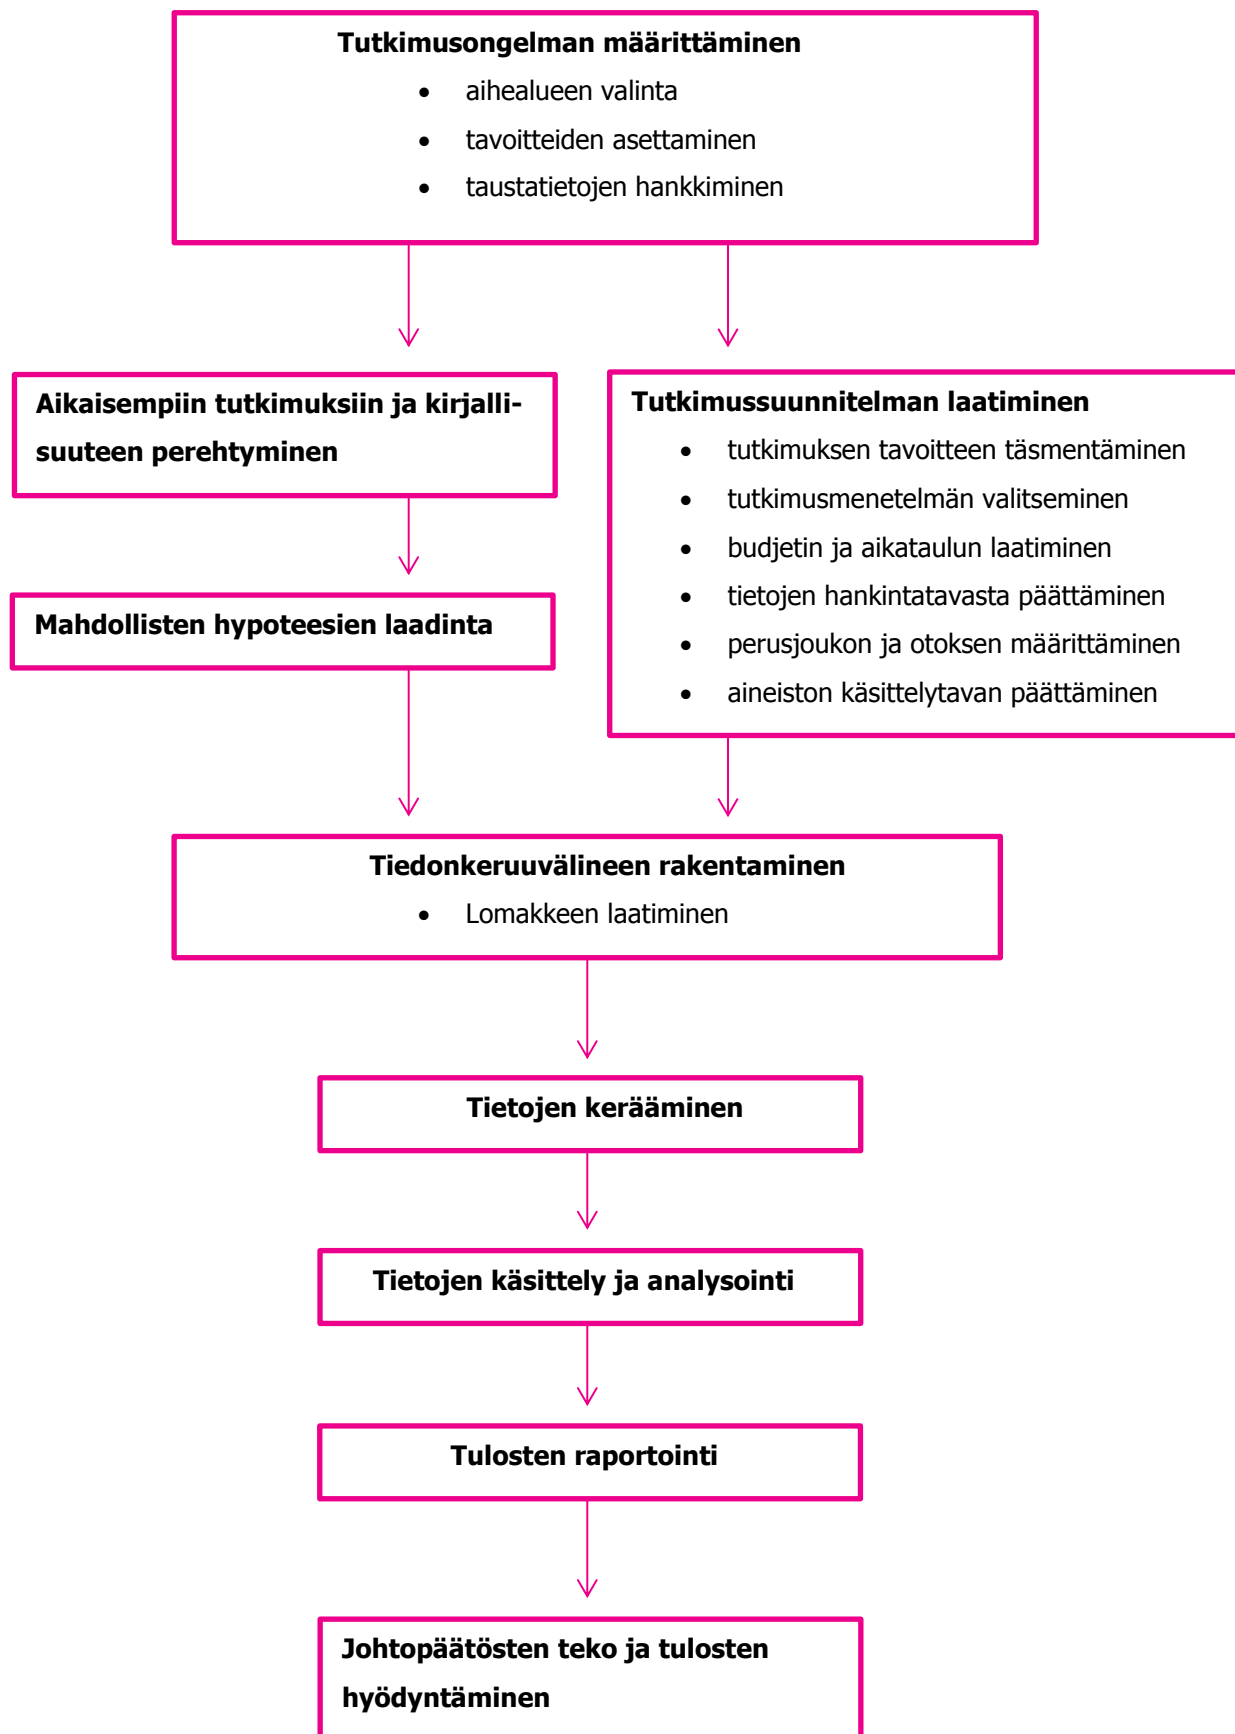 Tutkimusongelman määrittäminen
• aihealueen valinta
• tavoitteiden asettaminen
• taustatietojen hankkiminen
Aikaisempiin tutkimuksiin ja kirjalli-
suuteen perehtyminen
Mahdollisten hypoteesien laadinta
Tutkimussuunnitelman laatiminen
• tutkimuksen tavoitteen täsmentäminen
• tutkimusmenetelmän valitseminen
• budjetin ja aikataulun laatiminen
• tietojen hankintatavasta päättäminen
• perusjoukon ja otoksen määrittäminen
• aineiston käsittelytavan päättäminen
Tiedonkeruuvälineen rakentaminen
• Lomakkeen laatiminen
Tietojen kerääminen
Tietojen käsittely ja analysointi
Tulosten raportointi
Johtopäätösten teko ja tulosten
hyödyntäminen